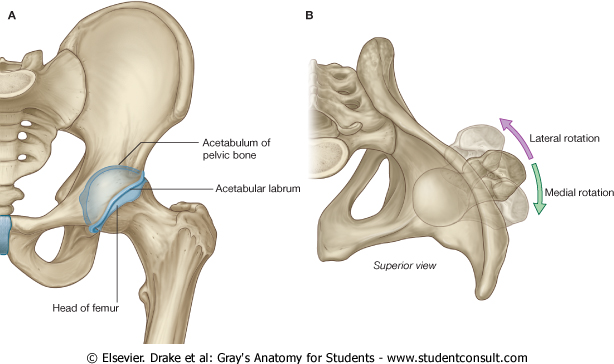 A
Acetabulum of
pelvic bone
Acetabular labrum
Head of femur
B
Lateral rotation
Medial rotation
Superior view
© Elsevier. Drake et al: Gray's Anatomy for Students - www.studentconsult.com